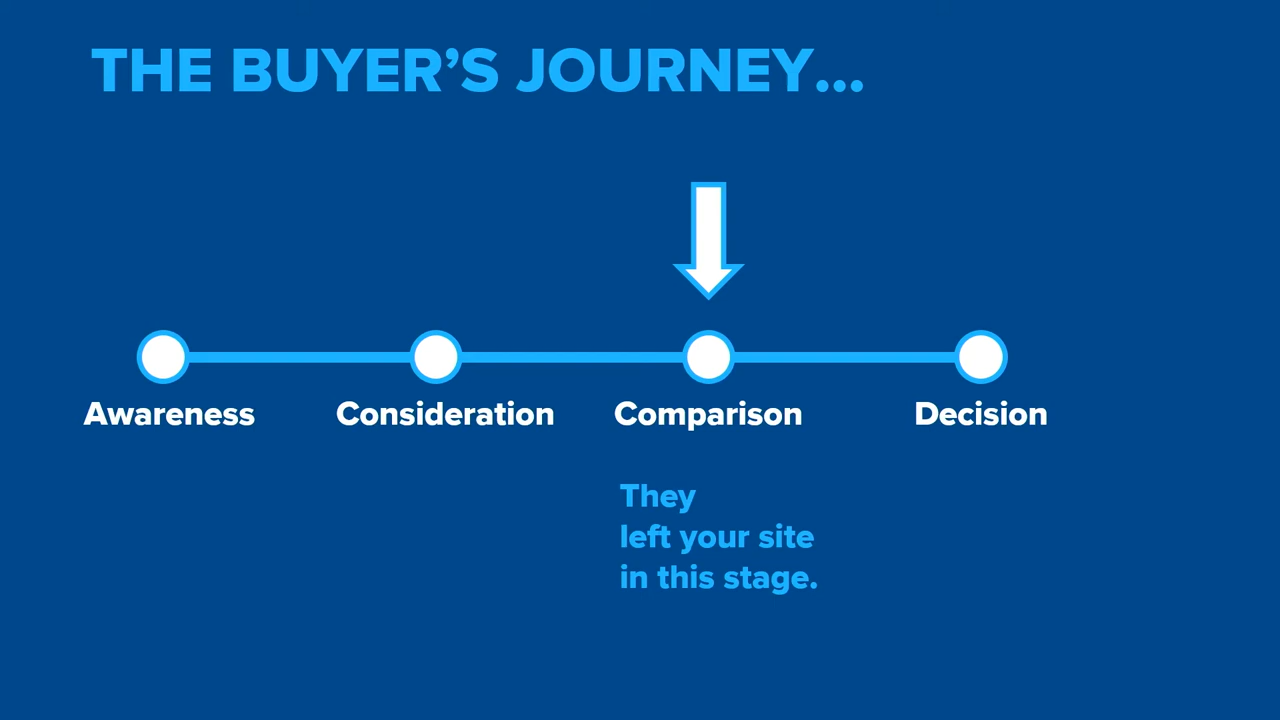 THE BUYER’S JOURNEY...
Awareness
Consideration
Comparison
Decision
They
left your site
in this stage.